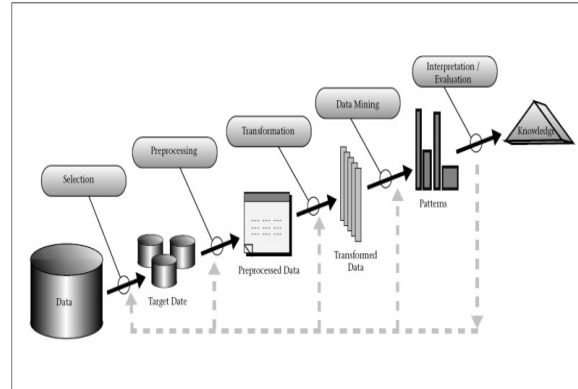 Interpretation /
Evaluation
Data Mining
Knowledge
Transformation
Preprocessing
Patterns
Selection
Transformed
Data
Preprocessed Data
Data
Target Date